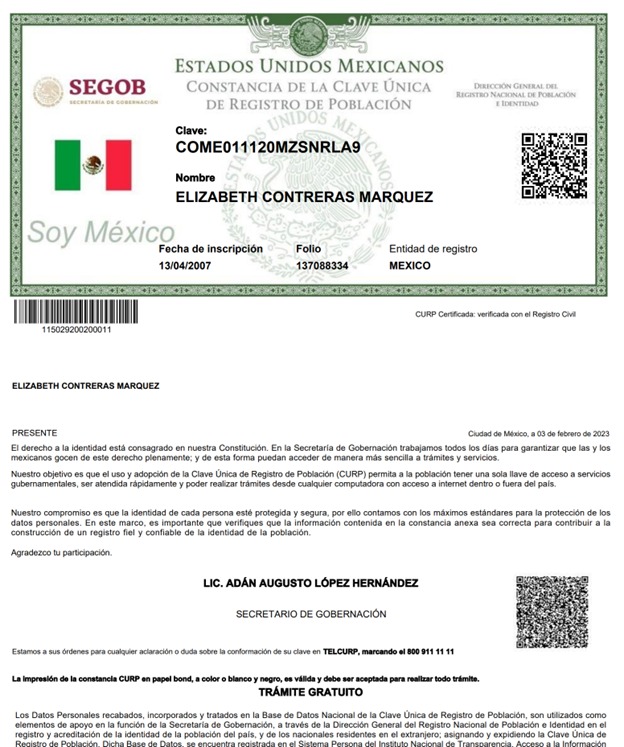 ESTADOS UNIDOS MEXICANOS
CONSTANCIA DE LA CLAVE ÚNICA
DE REGISTRO DE POBLACIÓN
SEGOB
SECRETARÍA DE GOBERNACIÓN
DIRECCIÓN GENERAL DEL
REGISTRO NACIONAL DE POBLACIÓN
E IDENTIDAD
Clave:
COME011120MZSNRLA9
Nombre
ELIZABETH CONTRERAS MARQUEZ
ESTADOS UNIDOS MEXICANOS
Soy México
Fecha de inscripción Folio Entidad de registro
13/04/2007 137088334 MEXICO
115029200200011
CURP Certificada: verificada con el Registro Civil
ELIZABETH CONTRERAS MARQUEZ
PRESENTE
Ciudad de México, a 03 de febrero de 2023
El derecho a la identidad está consagrado en nuestra Constitución. En la Secretaría de Gobernación trabajamos todos los días para garantizar que las y los
mexicanos gocen de este derecho plenamente; y de esta forma puedan acceder de manera más sencilla a trámites y servicios.
Nuestro objetivo es que el uso y adopción de la Clave Única de Registro de Población (CURP) permita a la población tener una sola llave de acceso a servicios
gubernamentales, ser atendida rápidamente y poder realizar trámites desde cualquier computadora con acceso a internet dentro o fuera del país.
Nuestro compromiso es que la identidad de cada persona esté protegida y segura, por ello contamos con los máximos estándares para la protección de los
datos personales. En este marco, es importante que verifiques que la información contenida en la constancia anexa sea correcta para contribuir a la
construcción de un registro fiel y confiable de la identidad de la población.
Agradezco tu participación.
LIC. ADÁN AUGUSTO LÓPEZ HERNÁNDEZ
SECRETARIO DE GOBERNACIÓN
Estamos a sus órdenes para cualquier aclaración o duda sobre la conformación de su clave en TELCURP, marcando el 800 911 11 11
La impresión de la constancia CURP en papel bond, a color o blanco y negro, es válida y debe ser aceptada para realizar todo trámite.
TRÁMITE GRATUITO
Los Datos Personales recabados, incorporados y tratados en la Base de Datos Nacional de la Clave Única de Registro de Población, son utilizados como
elementos de apoyo en la función de la Secretaría de Gobernación, a través de la Dirección General del Registro Nacional de Población e Identidad en el
registro y acreditación de la identidad de la población del país, y de los nacionales residentes en el extranjero; asignando y expidiendo la Clave Única de
Registro de Población. Dicha Base de Datos, se encuentra registrada en el Sistema Persona del Instituto Nacional de Transparencia, Acceso a la Información